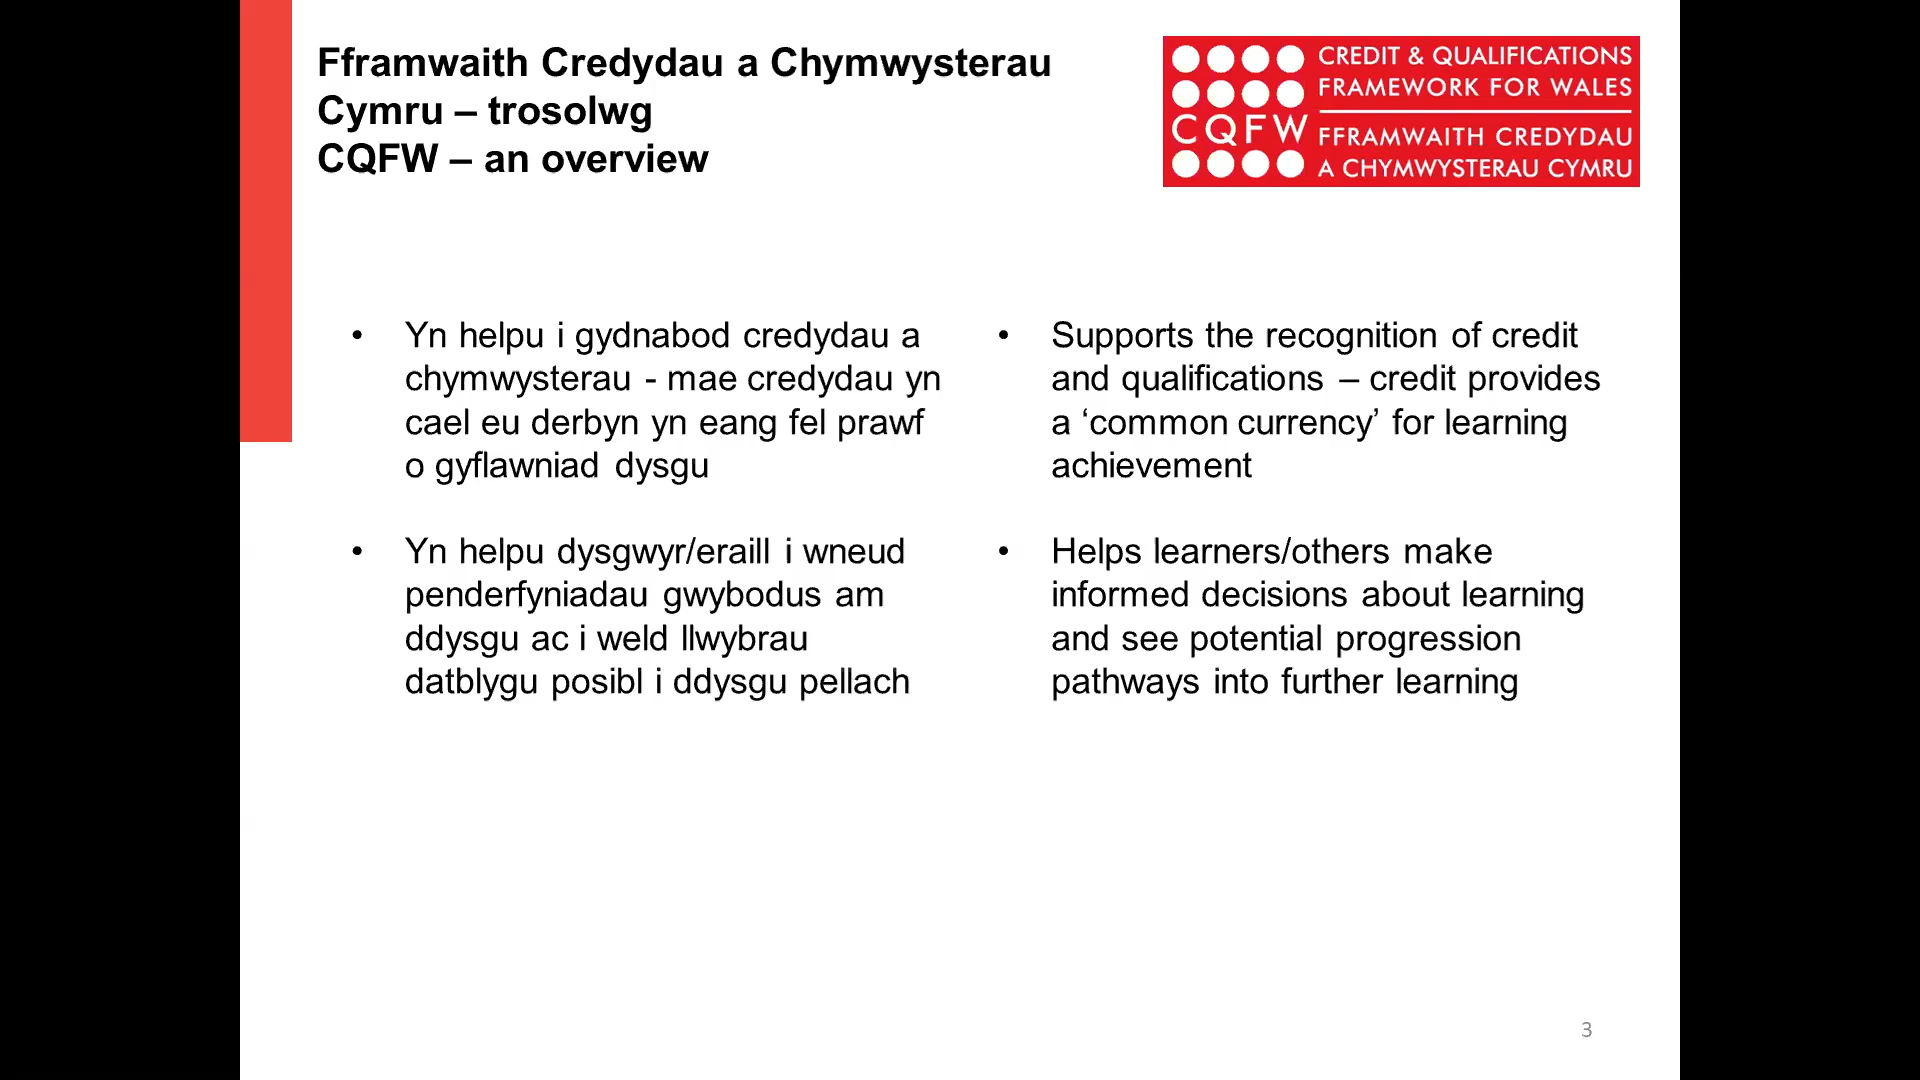 Fframwaith Credydau a Chymwysterau
Cymru – trosolwg
CQFW – an overview
CREDIT & QUALIFICATIONS
FRAMEWORK FOR WALES
CQFW
FFRAMWAITH CREDYDAU
A CHYMWYSTERAU CYMRU
• Yn helpu i gydnabod credydau a
chymwysterau - mae credydau yn
cael eu derbyn yn eang fel prawf
o gyflawniad dysgu
• Yn helpu dysgwyr/eraill i wneud
penderfyniadau gwybodus am
ddysgu ac i weld llwybrau
datblygu posibl i ddysgu pellach
• Supports the recognition of credit
and qualifications – credit provides
a ‘common currency’ for learning
achievement
• Helps learners/others make
informed decisions about learning
and see potential progression
pathways into further learning
3